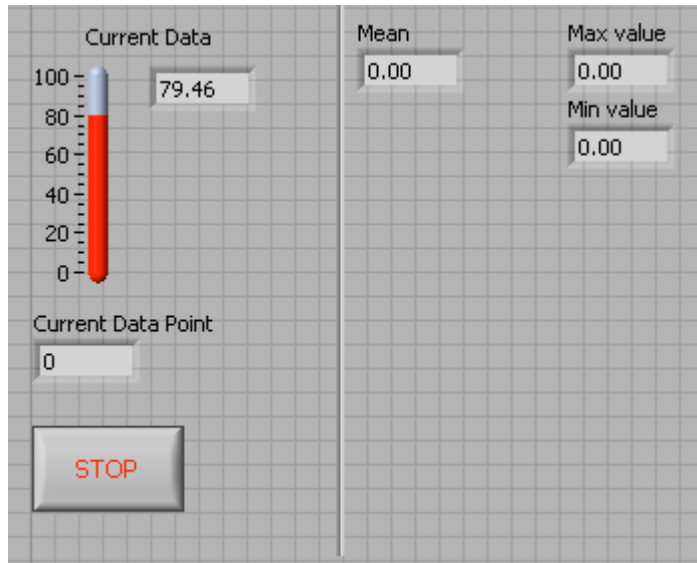 Current Data
79.46
100
80
60
40
20
0
Current Data Point
0
STOP
Mean
0.00
Max value
0.00
Min value
0.00